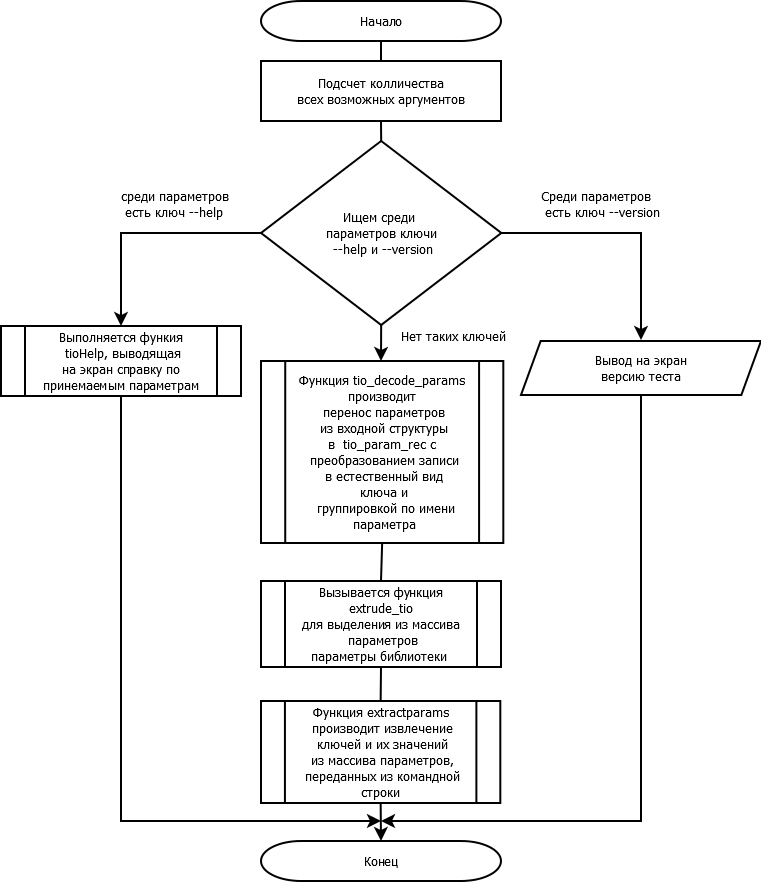 Начало
Подсчет колличества
всех возможных аргументов
среди параметров
есть ключ --help
Ищем среди
параметров ключи
--help и --version
Среди параметров
есть ключ --version
Нет таких ключей
Выполняется функия
tioHelp, выводящая
на экран справку по
принемаемым параметрам
Вывод на экран
версию теста
Функция tio_decode_params
производит
перенос параметров
из входной структуры
в tio_param_rec с
преобразованием записи
в естественный вид
ключа и
группировкой по имени
параметра
Вызывается функция
extrude_tio
для выделения из массива
параметров
параметры библиотеки
Функция extractparams
производит извлечение
ключей и их значений
из массива параметров,
переданных из командной
строки
Конец